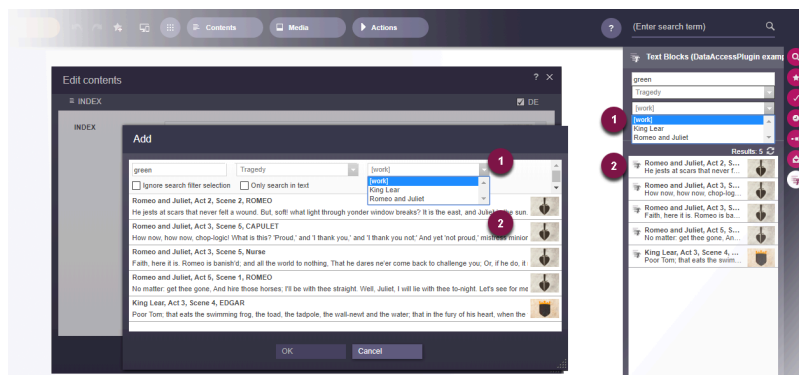 Contents
Media
Actions
?
(Enter search term)
Edit contents
? ×
INDEX
DE
INDEX
Add
green
Tragedy
[work]
1
Ignore search filter selection
Only search in text
[work]
King Lear
Romeo and Juliet
2
Romeo and Juliet, Act 2, Scene 2, ROMEO
He jests at scars that never felt a wound. But, soft! what light through yonder window breaks? It is the east, and Juliet is the sun.
Romeo and Juliet, Act 3, Scene 5, CAPULET
How now, how now, chop-logic! What is this? 'Proud,' and 'I thank you,' and 'I thank you not;' And yet 'not proud,' mistress minion
Romeo and Juliet, Act 3, Scene 5, Nurse
Faith, here it is. Romeo is banish'd; and all the world to nothing, That he dares ne'er come back to challenge you; Or, if he do, it
Romeo and Juliet, Act 5, Scene 1, ROMEO
No matter: get thee gone, And hire those horses: I'll be with thee straight. Well, Juliet, I will lie with thee to-night. Let's see for me
King Lear, Act 3, Scene 4, EDGAR
Poor Tom; that eats the swimming frog, the toad, the tadpole, the wall-newt and the water; that in the fury of his heart, when the
OK
Cancel
Text Blocks (DataAccessPlugin examp
green
Tragedy
[work]
1
[work]
King Lear
Romeo and Juliet
Results: 5
2
Romeo and Juliet, Act 2, S...
He jests at scars that never f...
Romeo and Juliet, Act 3, S...
How now, how now, chop-log...
Romeo and Juliet, Act 3, S...
Faith, here it is. Romeo is ba...
Romeo and Juliet, Act 5, S...
No matter: get thee gone, An...
King Lear, Act 3, Scene 4, ...
Poor Tom; that eats the swim...